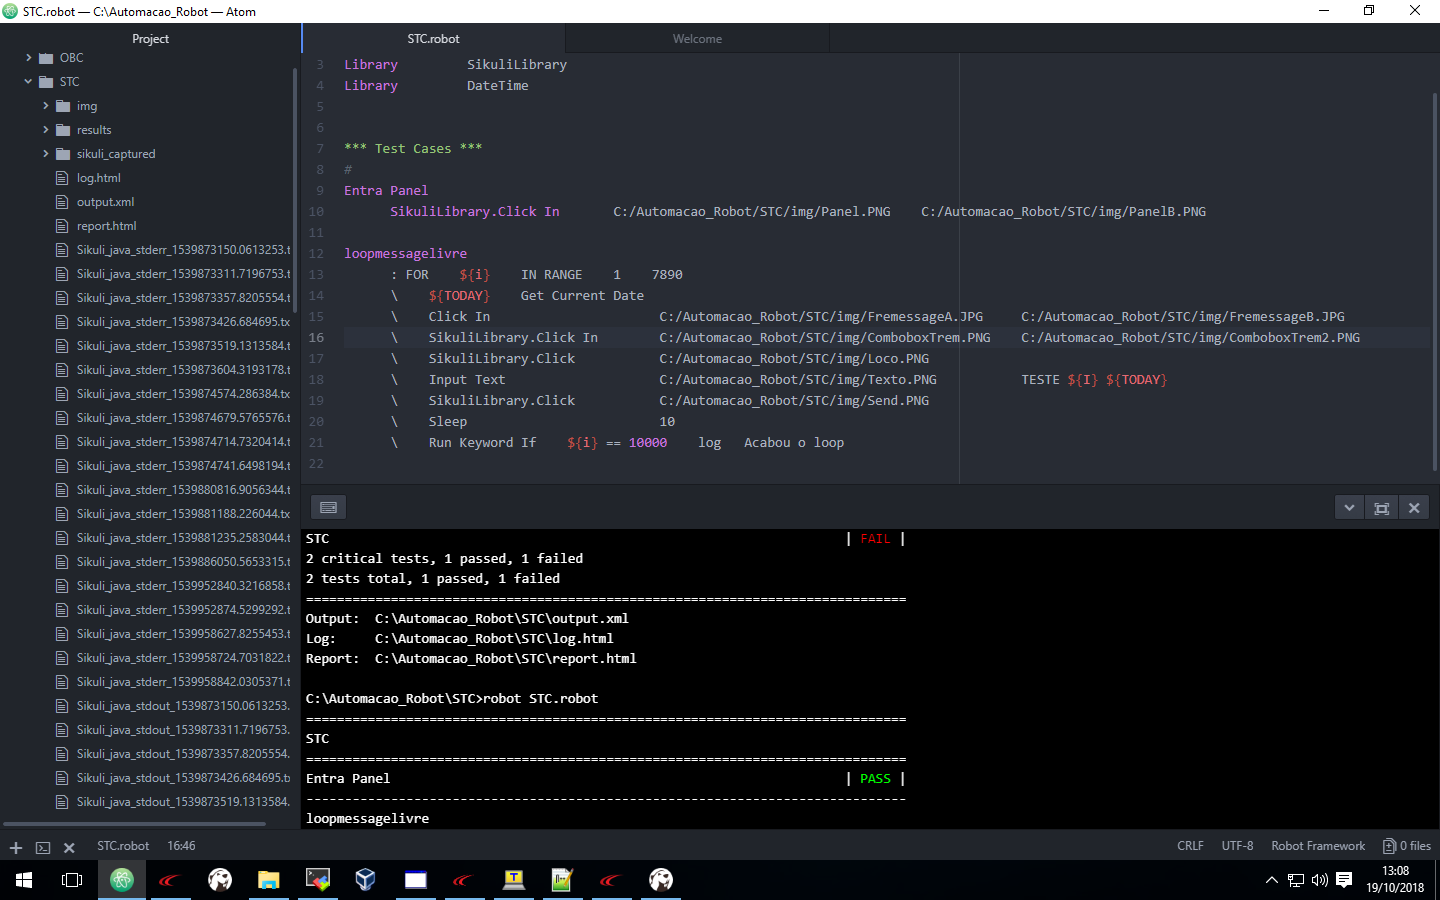 STC.robot — C:\Automacao_Robot — Atom
Project
OBC
STC
img
results
sikuli_captured
log.html
output.xml
report.html
Sikuli_java_stderr_1539873150.0613253.t
Sikuli_java_stderr_1539873311.7196753.t
Sikuli_java_stderr_1539873357.8205554.t
Sikuli_java_stderr_1539873426.684695.tx
Sikuli_java_stderr_1539873519.1313584.t
Sikuli_java_stderr_1539873604.3193178.t
Sikuli_java_stderr_1539874574.286384.tx
Sikuli_java_stderr_1539874679.5765576.t
Sikuli_java_stderr_1539874714.7320414.t
Sikuli_java_stderr_1539874741.6498194.t
Sikuli_java_stderr_1539880816.9056344.t
Sikuli_java_stderr_1539881188.226044.tx
Sikuli_java_stderr_1539881235.2583044.t
Sikuli_java_stderr_1539886050.5653315.t
Sikuli_java_stderr_1539952840.3216858.t
Sikuli_java_stderr_1539952874.5299292.t
Sikuli_java_stderr_1539958627.8255453.t
Sikuli_java_stderr_1539958724.7031822.t
Sikuli_java_stderr_1539958842.0305371.t
Sikuli_java_stdout_1539873150.0613253.
Sikuli_java_stdout_1539873311.7196753.
Sikuli_java_stdout_1539873357.8205554.
Sikuli_java_stdout_1539873426.684695.tx
Sikuli_java_stdout_1539873519.1313584.
STC.robot Welcome
3 Library SikuliLibrary
4 Library DateTime
5
6
7 *** Test Cases ***
8 #
9 Entra Panel
10 SikuliLibrary.Click In C:/Automacao_Robot/STC/img/Panel.PNG C:/Automacao_Robot/STC/img/PanelB.PNG
11
12 loopmessagelivre
13 : FOR ${i} IN RANGE 1 7890
14 \ ${TODAY} Get Current Date
15 \ Click In C:/Automacao_Robot/STC/img/FremessageA.JPG C:/Automacao_Robot/STC/img/FremessageB.JPG
16 \ SikuliLibrary.Click In C:/Automacao_Robot/STC/img/ComboboxTrem.PNG C:/Automacao_Robot/STC/img/ComboboxTrem2.PNG
17 \ SikuliLibrary.Click C:/Automacao_Robot/STC/img/Loco.PNG
18 \ Input Text C:/Automacao_Robot/STC/img/Texto.PNG TESTE ${I} ${TODAY}
19 \ SikuliLibrary.Click C:/Automacao_Robot/STC/img/Send.PNG
20 \ Sleep 10
21 \ Run Keyword If ${i} == 10000 log Acabou o loop
22
STC | FAIL |
2 critical tests, 1 passed, 1 failed
2 tests total, 1 passed, 1 failed
==============================================================================
Output: C:\Automacao_Robot\STC\output.xml
Log: C:\Automacao_Robot\STC\log.html
Report: C:\Automacao_Robot\STC\report.html
C:\Automacao_Robot\STC>robot STC.robot
==============================================================================
STC
==============================================================================
Entra Panel | PASS |
------------------------------------------------------------------------------
loopmessagelivre
STC.robot 16:46 CRLF UTF-8 Robot Framework 0 files
13:08
19/10/2018